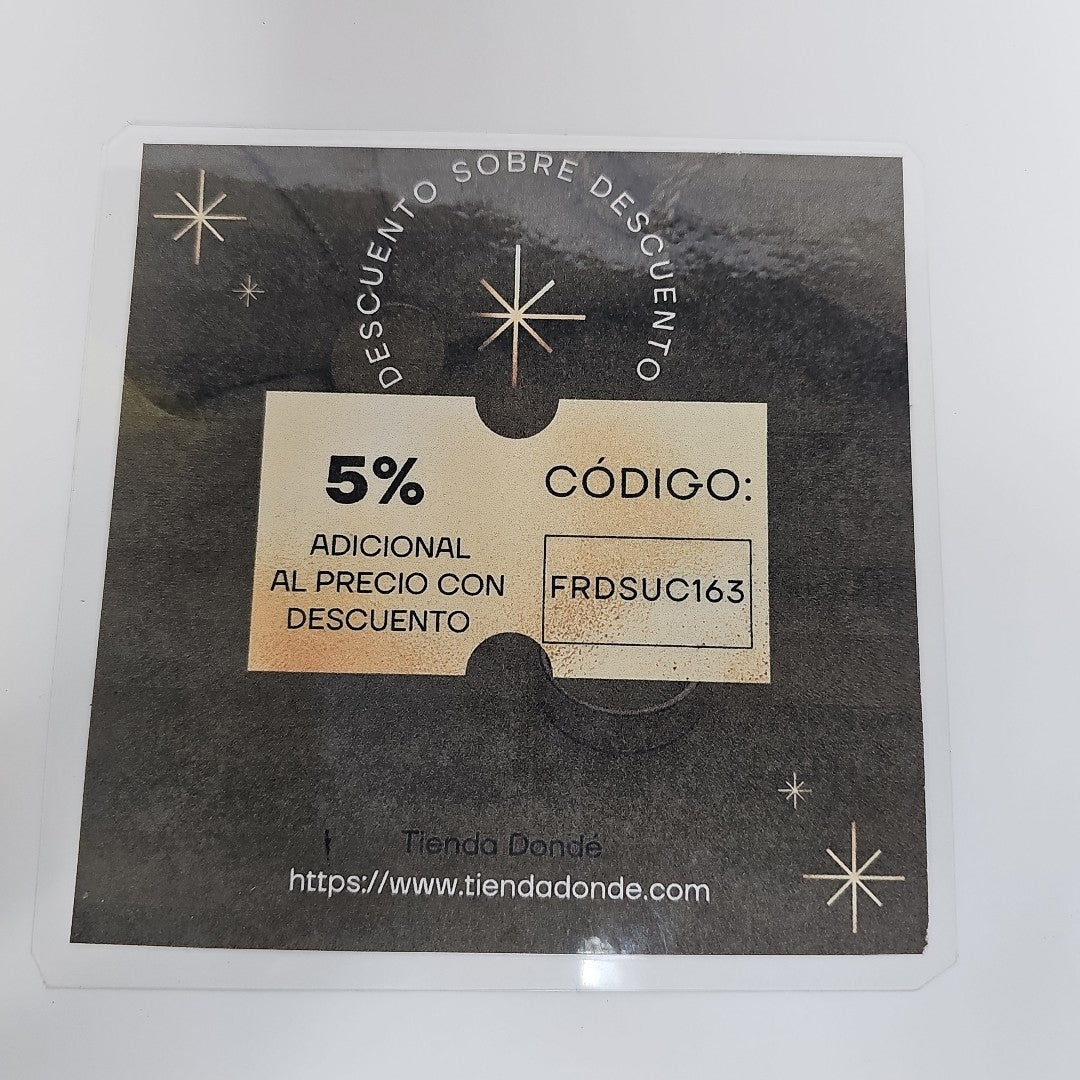 DESCUENTO SOBRE DESCUENTO
5%
ADICIONAL
AL PRECIO CON
DESCUENTO
CÓDIGO:
FRDSUC163
Tienda Dondé
https://www.tiendadonde.com